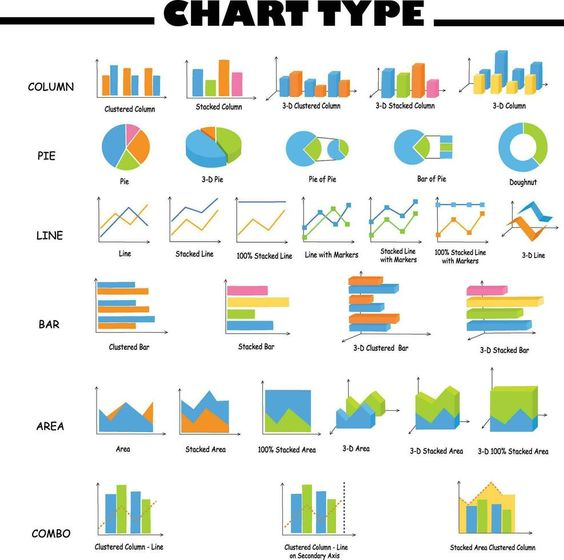 CHART TYPE
COLUMN
Clustered Column
Stacked Column
3-D Clustered Column
3-D Stacked Column
3-D Column
PIE
Pie
3-D Pie
Pie of Pie
Bar of Pie
Doughnut
LINE
Line
Stacked Line
100% Stacked Line
Line with Markers
Stacked Line
with Markers
100% Stacked Line
with Markers
3-D Line
BAR
Clustered Bar
Stacked Bar
3-D Clustered Bar
3-D Stacked Bar
AREA
Area
Stacked Area
100% Stacked Area
3-D Area
3-D Stacked Area
3-D 100% Stacked Area
COMBO
Clustered Column - Line
Clustered Column - Line
on Secondary Axis
Stacked Area Clustered Column